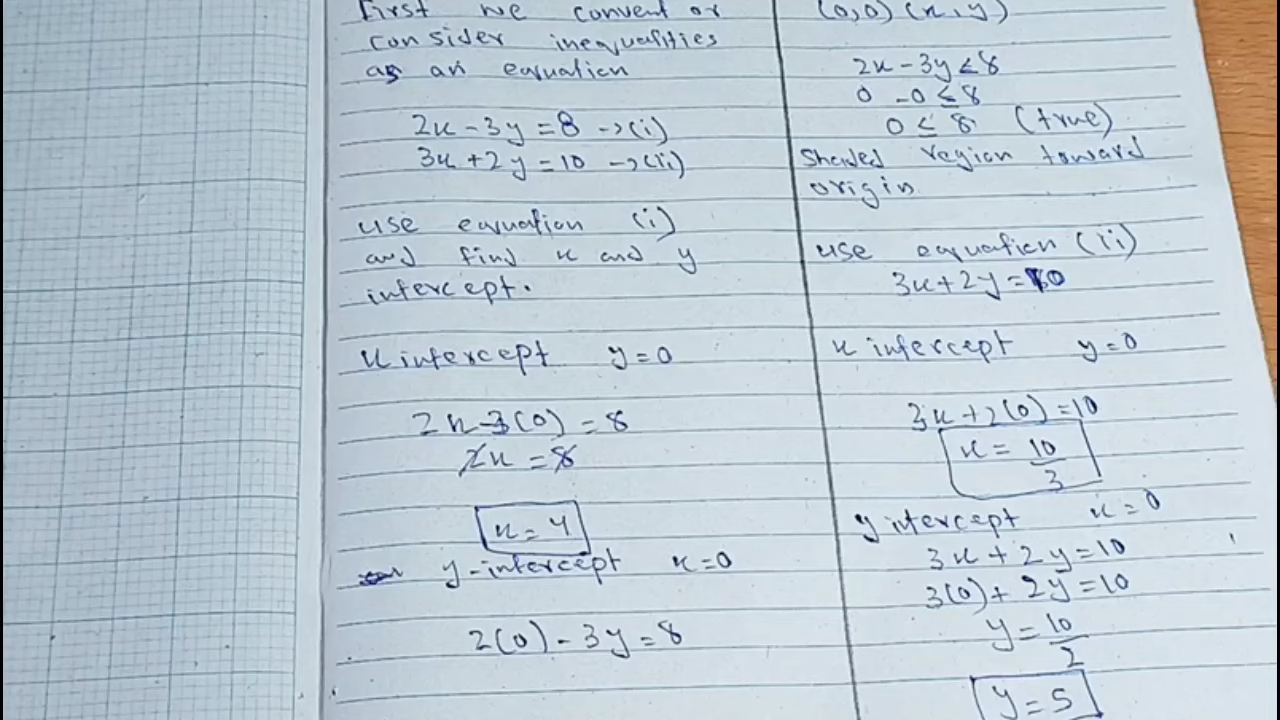 First we convert or
consider inequalities
as an equation
2x - 3y = 8 → (i)
3x + 2y = 10 → (ii)
use equation (i)
and find x and y
intercept.
x intercept y = 0
2x - 3(0) = 8
2x = 8
x = 4
y-intercept x = 0
2(0) - 3y = 8
(0,0) (x,y)
2x - 3y ≤ 8
0 - 0 ≤ 8
0 ≤ 8 (true)
Shaded region toward
origin
use equation (ii)
3x + 2y = 10
x intercept y = 0
3x + 2(0) = 10
x = 10/3
y intercept x = 0
3x + 2y = 10
3(0) + 2y = 10
y = 10/2
y = 5